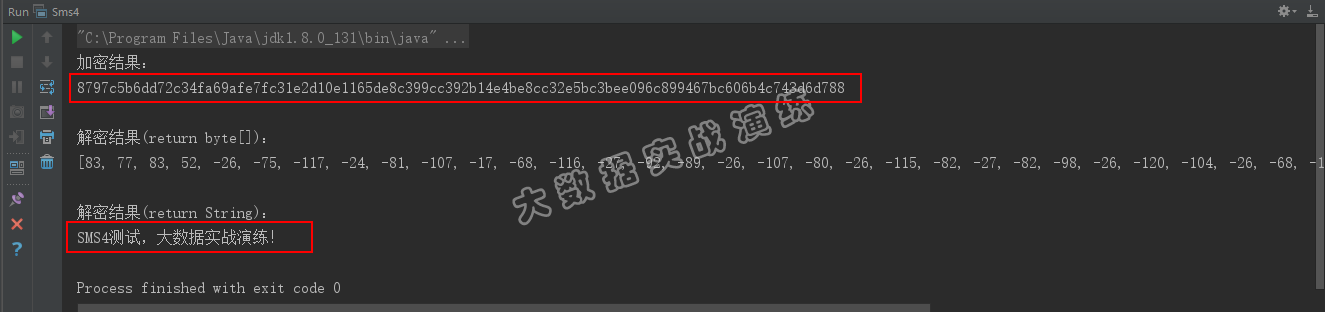 Run Sms4
"C:\Program Files\Java\jdk1.8.0_131\bin\java" ...
加密结果:
8797c5b6dd72c34fa69afe7fc31e2d10e1165de8c399cc392b14e4be8cc32e5bc3bee096c899467bc606b4c743d6d788
解密结果(return byte[]):
[83, 77, 83, 52, -26, -75, -117, -24, -81, -107, -17, -68, -116, -27, -92, -89, -26, -107, -80, -26, -115, -82, -27, -82, -98, -26, -120, -104, -26, -68, -1
大数据实战演练
解密结果(return String):
SMS4测试，大数据实战演练!
Process finished with exit code 0